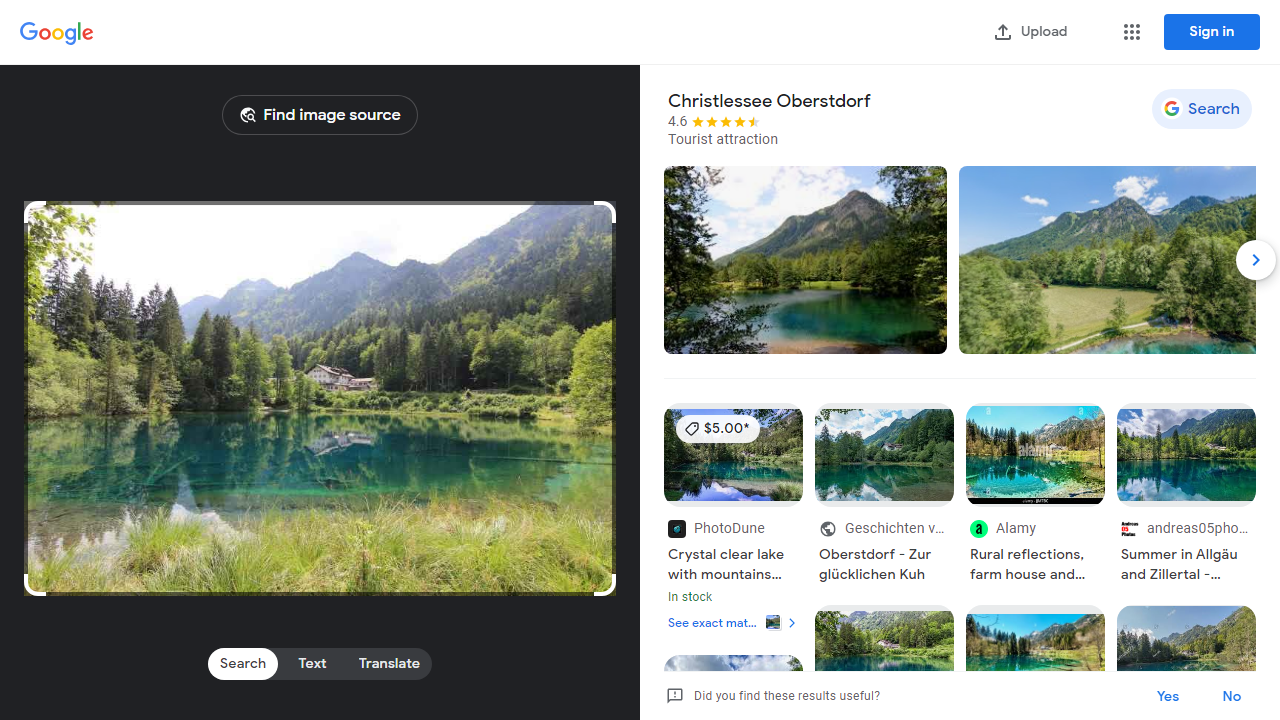 Google
Upload
Sign in
Find image source
Search
Text
Translate
Christlessee Oberstdorf
4.6
Tourist attraction
Search
$5.00*
PhotoDune
Crystal clear lake
with mountains...
In stock
See exact mat...
Geschichten v...
Oberstdorf - Zur
glücklichen Kuh
alamy
a
Alamy
Rural reflections,
farm house and...
andreas05pho...
Summer in Allgäu
and Zillertal -...
Did you find these results useful?
Yes
No